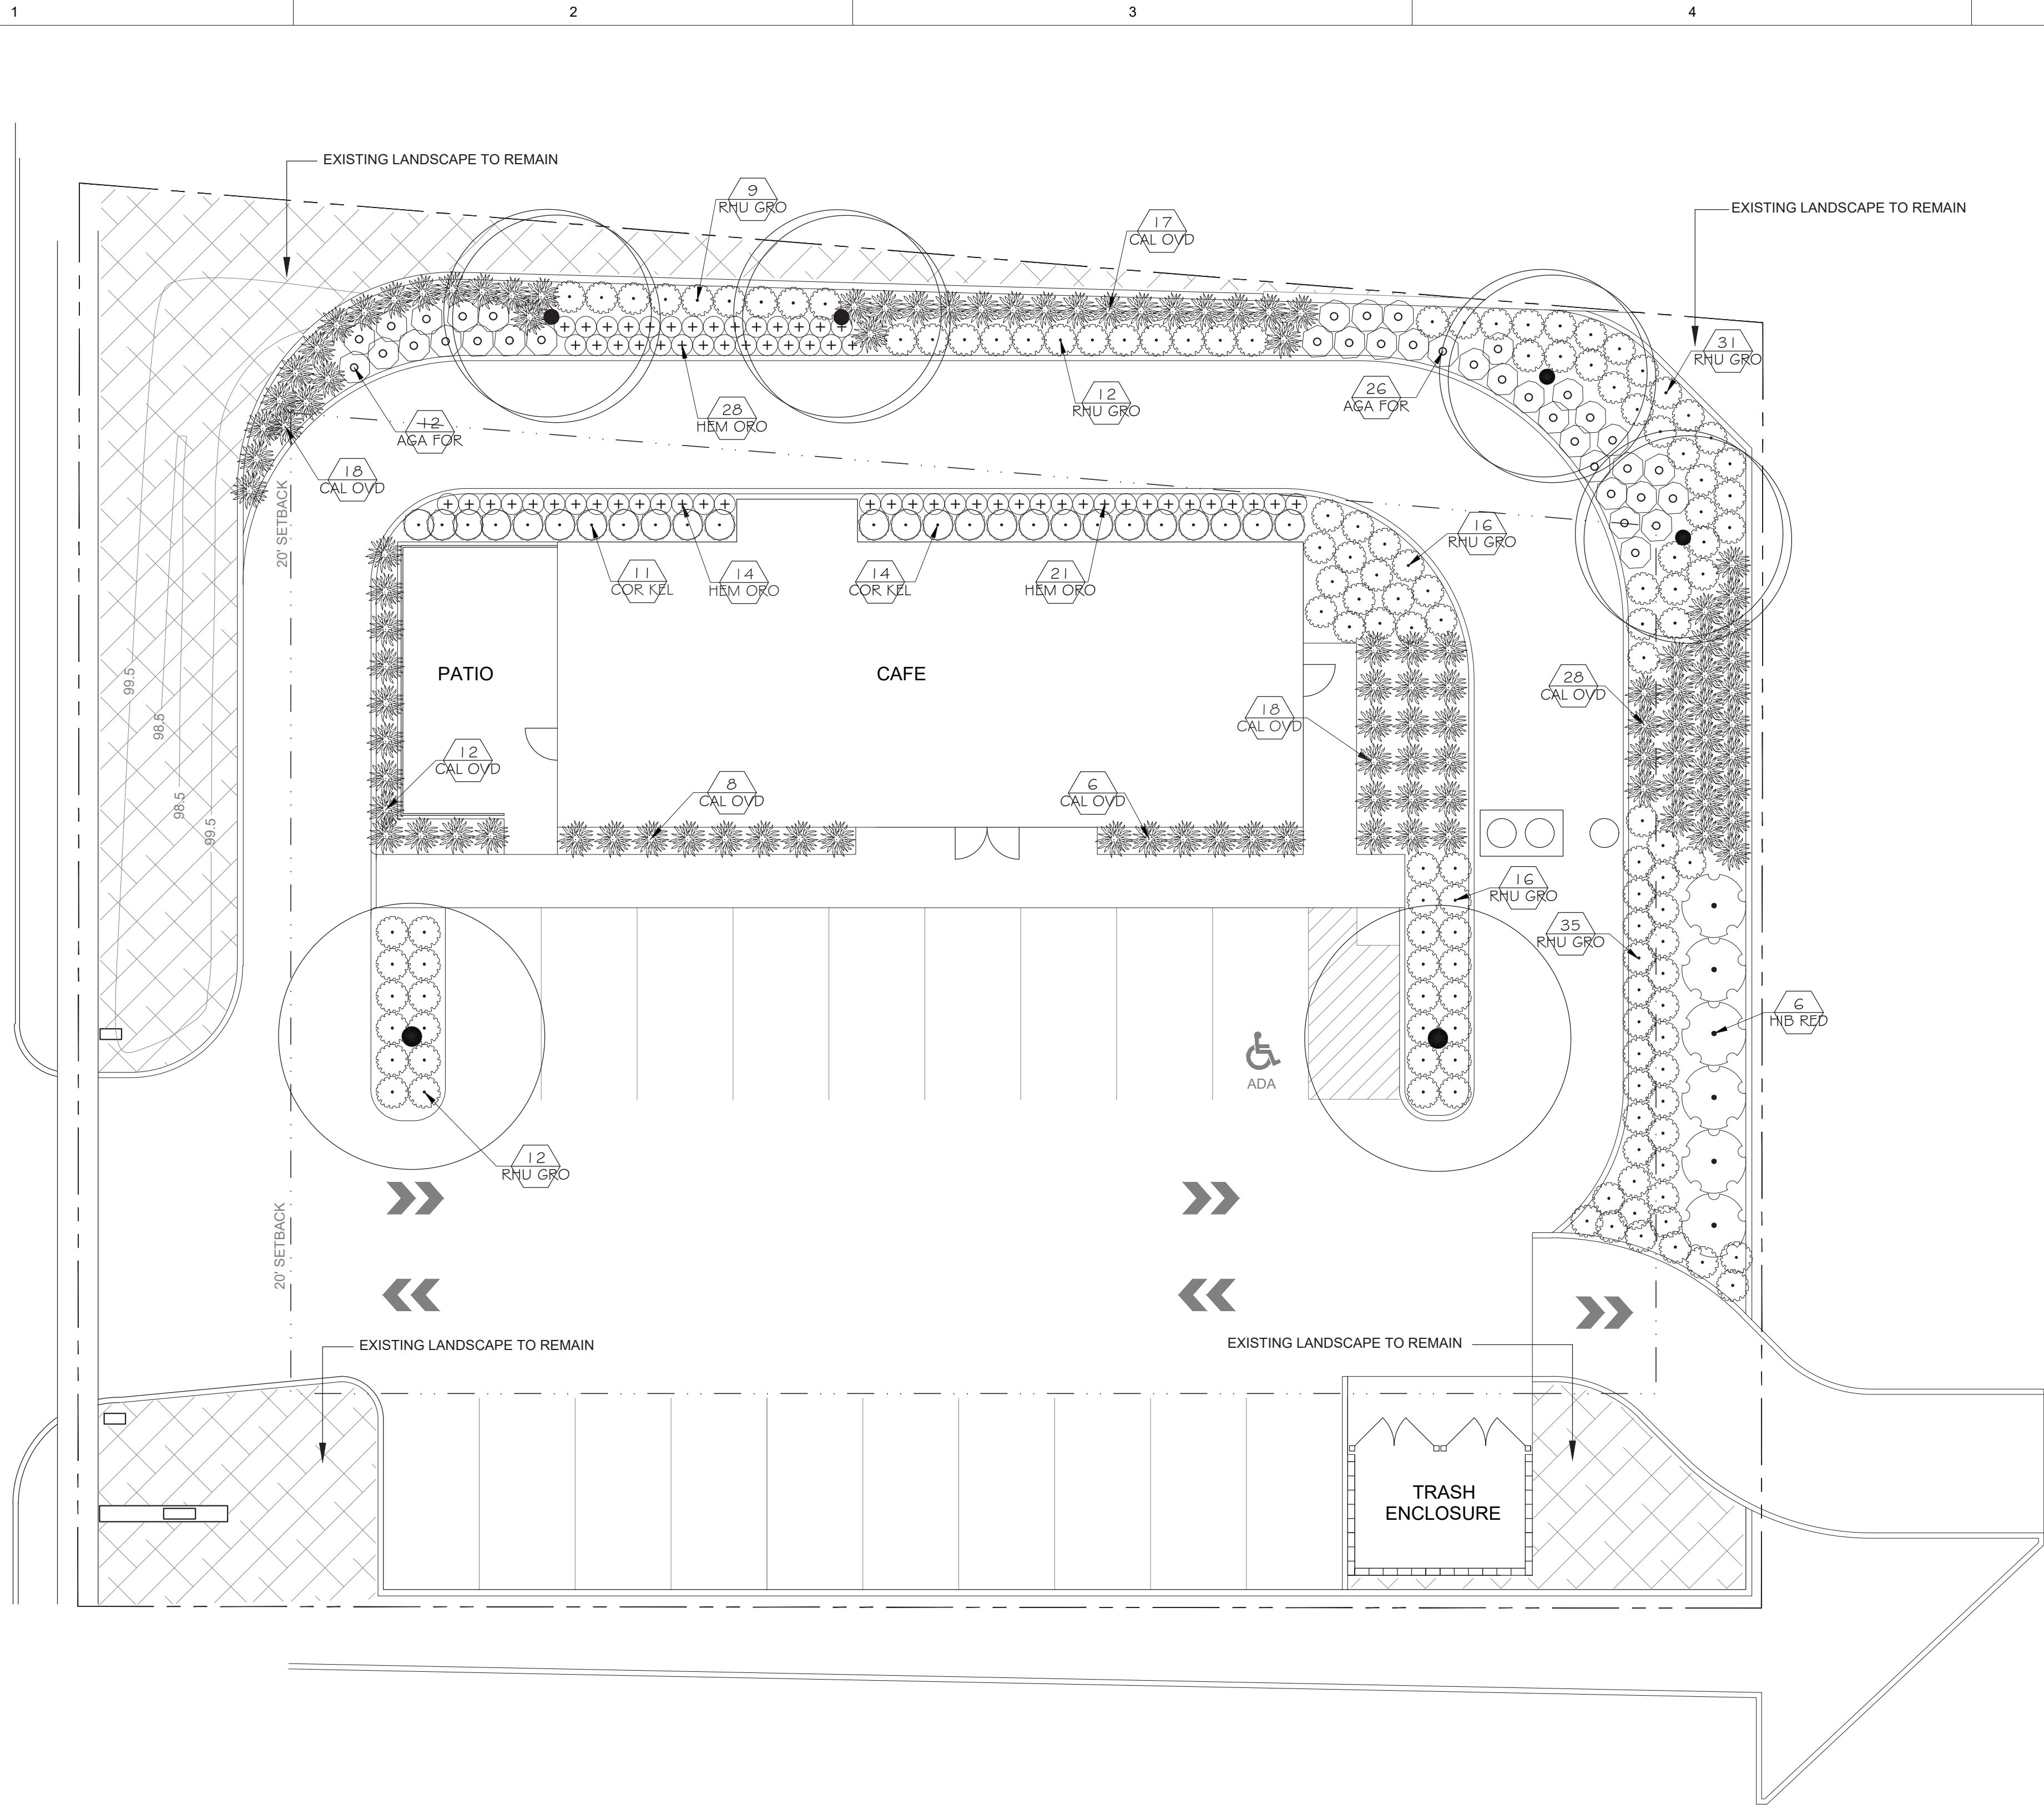 1 2 3 4
EXISTING LANDSCAPE TO REMAIN
9
RHU GRO
17
CAL OVD
EXISTING LANDSCAPE TO REMAIN
31
RHU GRO
12
AGA FOR
28
HEM ORO
12
RHU GRO
26
AGA FOR
18
CAL OVD
20' SETBACK
16
RHU GRO
11
COR KEL
14
HEM ORO
14
COR KEL
21
HEM ORO
PATIO
CAFE
99.5
98.5
98.5
99.5
28
CAL OVD
18
CAL OVD
12
CAL OVD
8
CAL OVD
6
CAL OVD
16
RHU GRO
35
RHU GRO
6
HIB RED
ADA
12
RHU GRO
20' SETBACK
EXISTING LANDSCAPE TO REMAIN
EXISTING LANDSCAPE TO REMAIN
TRASH
ENCLOSURE